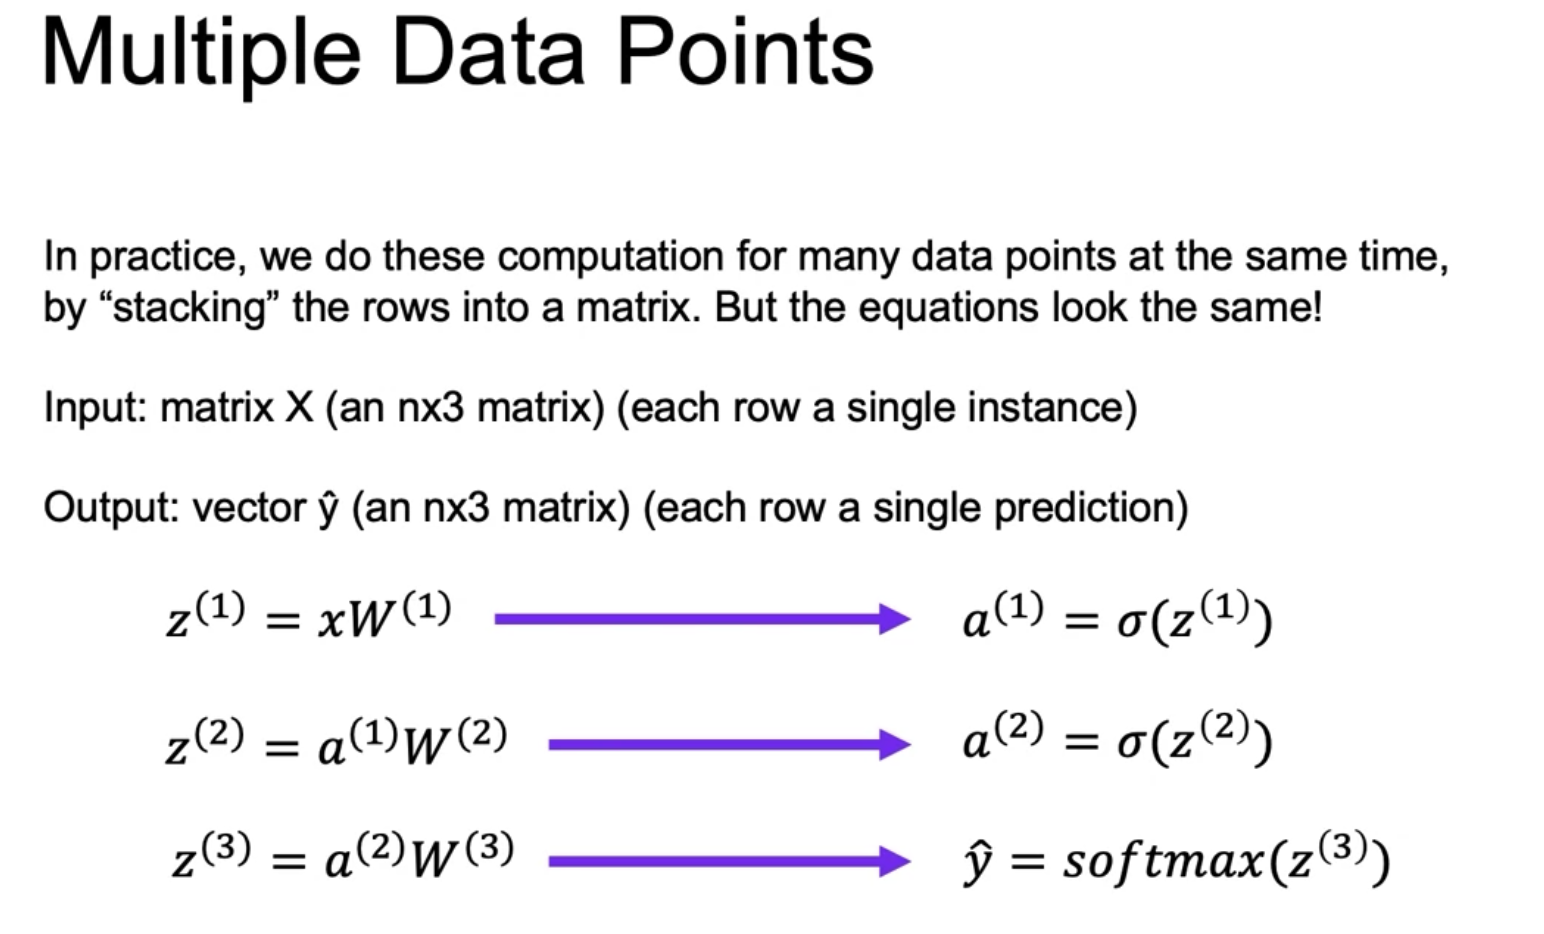 Multiple Data Points
In practice, we do these computation for many data points at the same time,
by “stacking” the rows into a matrix. But the equations look the same!
Input: matrix X (an nx3 matrix) (each row a single instance)
Output: vector ŷ (an nx3 matrix) (each row a single prediction)
z⁽¹⁾ = xW⁽¹⁾ a⁽¹⁾ = σ(z⁽¹⁾)
z⁽²⁾ = a⁽¹⁾W⁽²⁾ a⁽²⁾ = σ(z⁽²⁾)
z⁽³⁾ = a⁽²⁾W⁽³⁾ ŷ = softmax(z⁽³⁾)